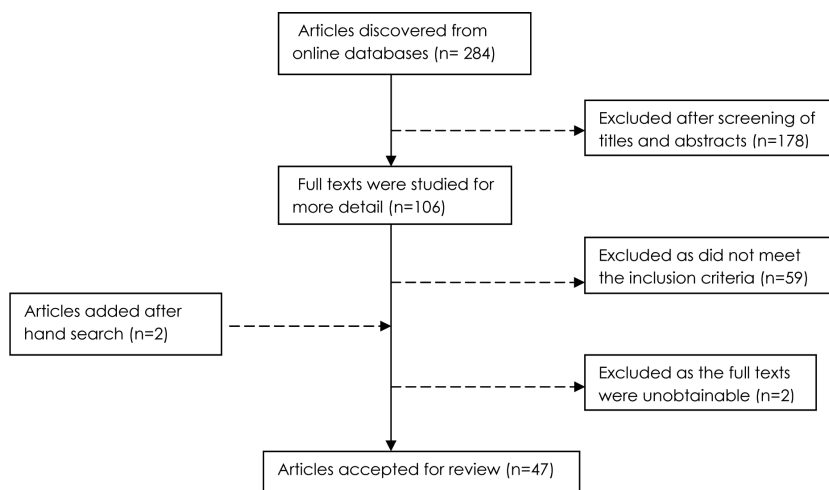 Articles discovered from
online databases (n= 284)
Excluded after screening of
titles and abstracts (n=178)
Full texts were studied for
more detail (n=106)
Excluded as did not meet
the inclusion criteria (n=59)
Articles added after
hand search (n=2)
Excluded as the full texts
were unobtainable (n=2)
Articles accepted for review (n=47)